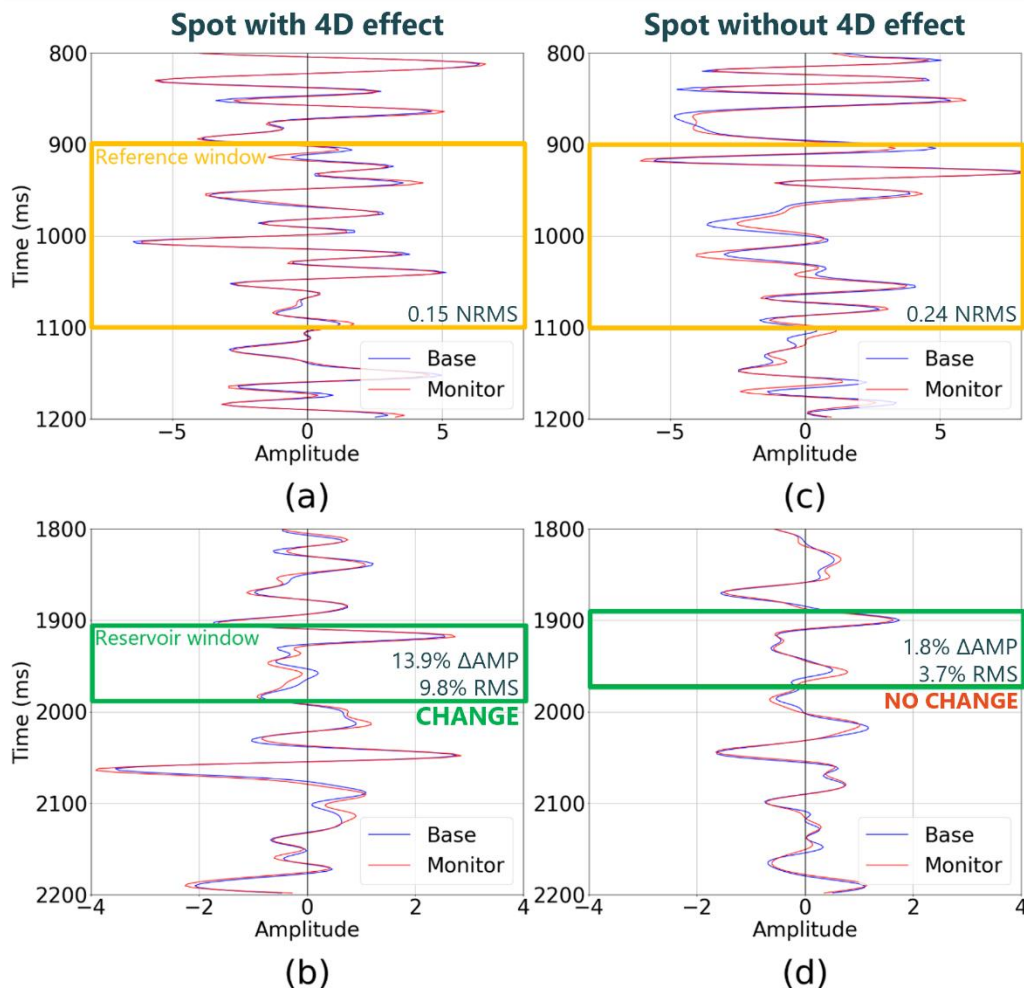 Spot with 4D effect
800
900
Reference window
1000
Time (ms)
1100
0.15 NRMS
Base
Monitor
1200
−5
0
5
Amplitude
(a)
Spot without 4D effect
800
900
1000
1100
0.24 NRMS
Base
Monitor
1200
−5
0
5
Amplitude
(c)
1800
1900
Reservoir window
13.9% ΔAMP
9.8% RMS
CHANGE
2000
Time (ms)
2100
Base
Monitor
2200
−4
−2
0
2
4
Amplitude
(b)
1800
1900
1.8% ΔAMP
3.7% RMS
NO CHANGE
2000
2100
Base
Monitor
2200
−4
−2
0
2
4
Amplitude
(d)